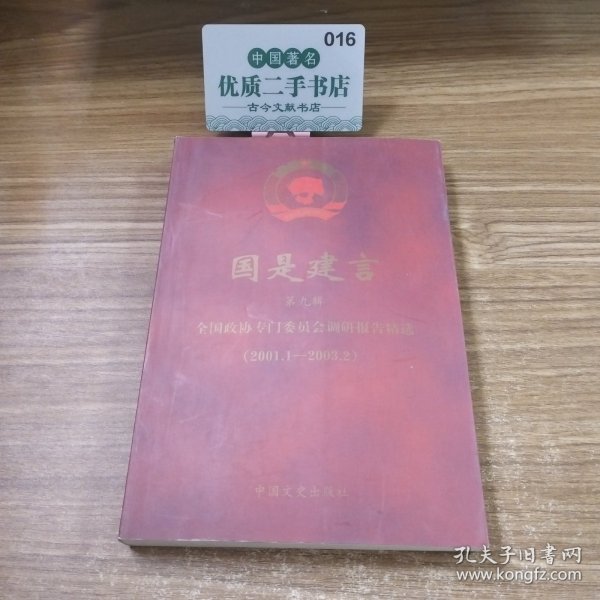 016
中国著名
优质二手书店
古今文献书店
国是建言
第九辑
全国政协专门委员会调研报告精选
(2001.1—2003.2)
中国文史出版社
孔夫子旧书网
www.kongfz.com